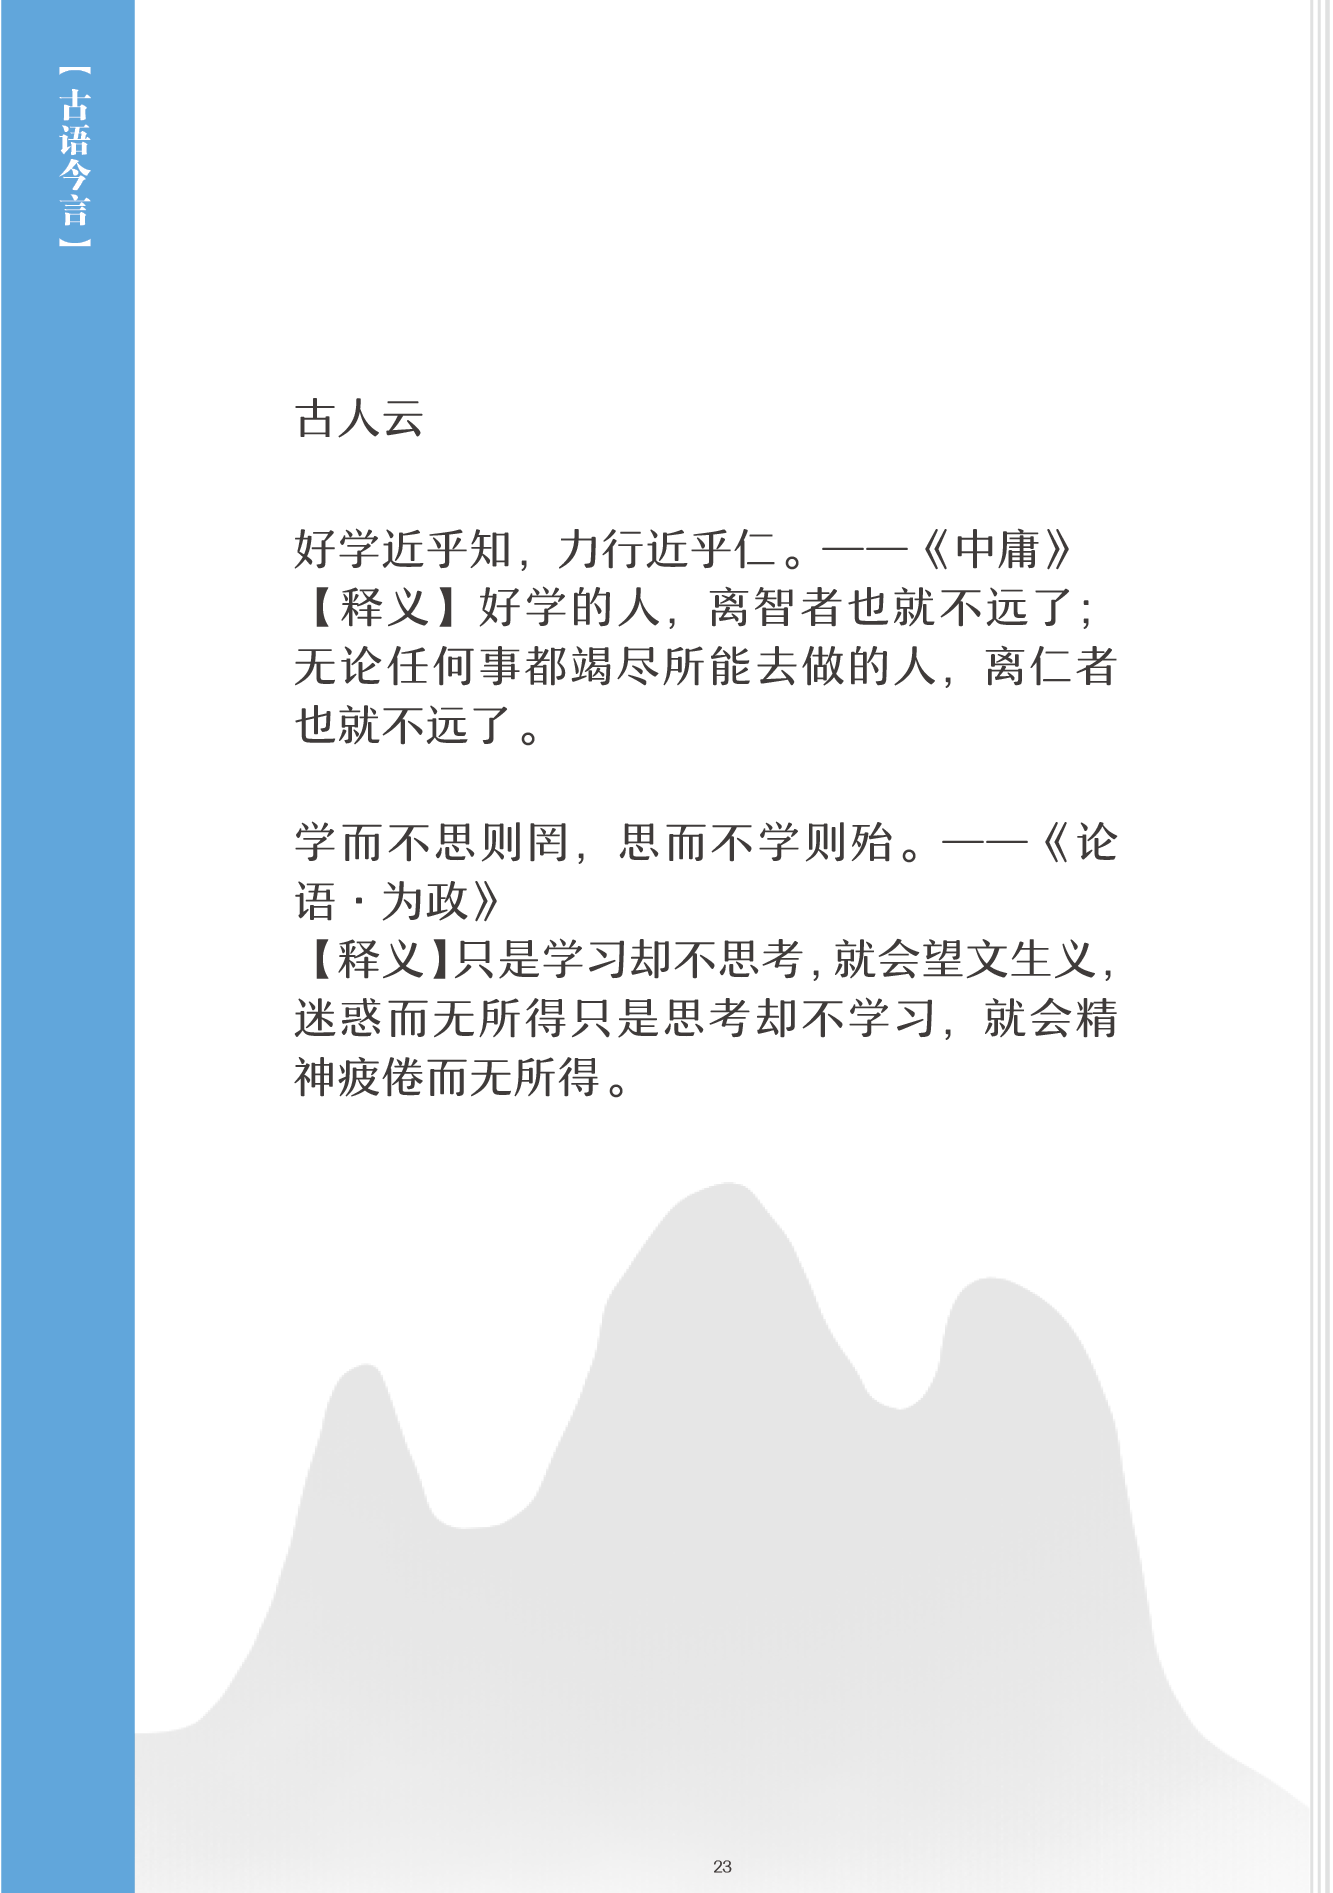 【古语今言】
古人云
好学近乎知，力行近乎仁。——《中庸》
【释义】好学的人，离智者也就不远了；
无论任何事都竭尽所能去做的人，离仁者
也就不远了。
学而不思则罔，思而不学则殆。——《论
语·为政》
【释义】只是学习却不思考，就会望文生义，
迷惑而无所得只是思考却不学习，就会精
神疲倦而无所得。
23